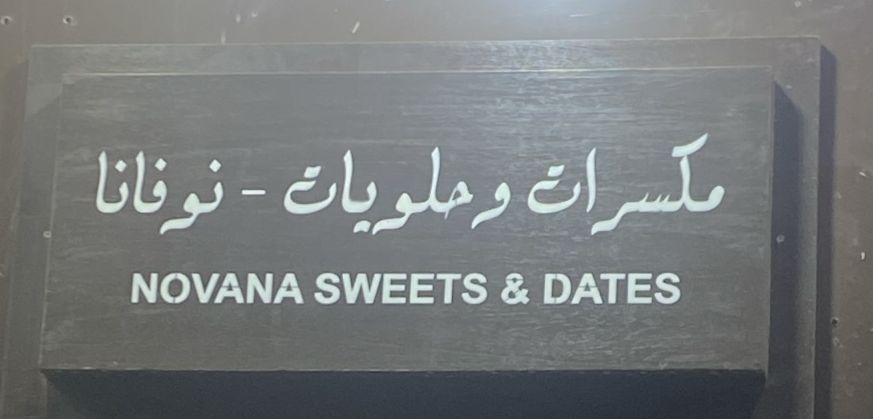 مكسرات وحلويات - نوفانا
NOVANA SWEETS & DATES